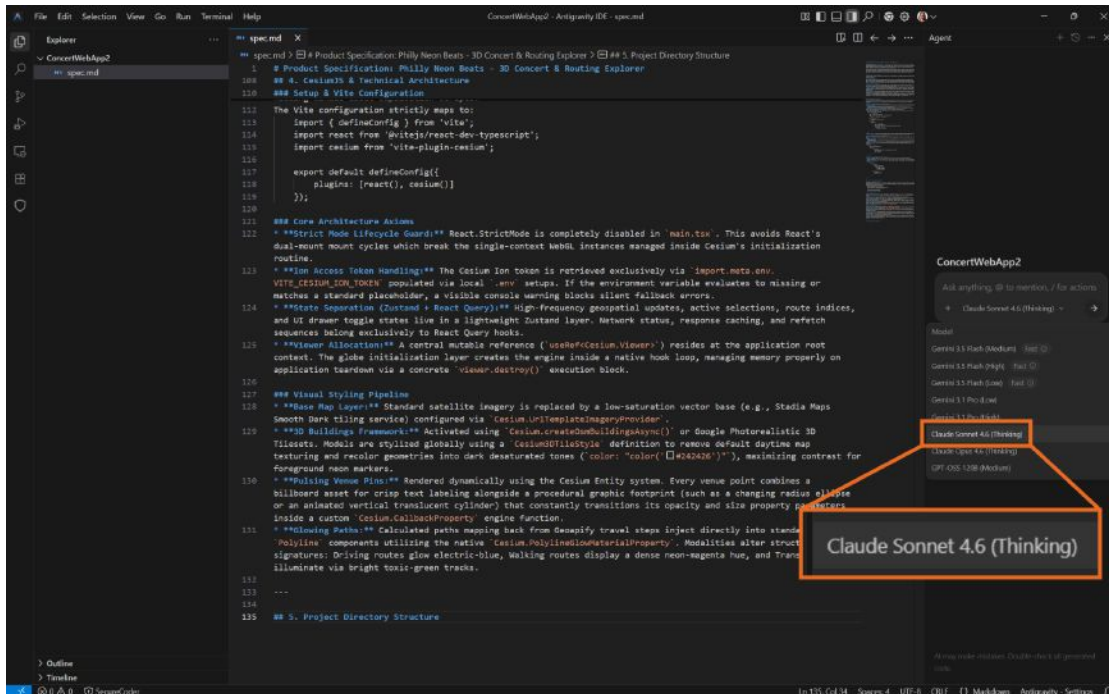 File Edit Selection View Go Run Terminal Help
ConcertWebApp2 - Antigravity IDE - spec.md
Explorer
ConcertWebApp2
spec.md
spec.md X
Agent
spec.md > # Product Specification: Philly Neon Beats - 3D Concert & Routing Explorer > ## 5. Project Directory Structure
1 # Product Specification: Philly Neon Beats - 3D Concert & Routing Explorer
108 ## 4. CesiumJS & Technical Architecture
110 ### Setup & Vite Configuration
112 The Vite configuration strictly maps to:
113 import { defineConfig } from 'vite';
114 import react from '@vitejs/react-dev-typescript';
115 import cesium from 'vite-plugin-cesium';
116
117 export default defineConfig({
118 plugins: [react(), cesium()]
119 });
120
121 ### Core Architecture Axioms
122 * **Strict Mode Lifecycle Guard:** React.StrictMode is completely disabled in `main.tsx`. This avoids React's
dual-mount mount cycles which break the single-context WebGL instances managed inside Cesium's initialization
routine.
123 * **Ion Access Token Handling:** The Cesium Ion token is retrieved exclusively via `import.meta.env.
VITE_CESIUM_ION_TOKEN` populated via local `.env` setups. If the environment variable evaluates to missing or
matches a standard placeholder, a visible console warning blocks silent fallback errors.
124 * **State Separation (Zustand + React Query):** High-frequency geospatial updates, active selections, route indices,
and UI drawer toggle states live in a lightweight Zustand layer. Network status, response caching, and refetch
sequences belong exclusively to React Query hooks.
125 * **Viewer Allocation:** A central mutable reference (`useRef<Cesium.Viewer>`) resides at the application root
context. The globe initialization layer creates the engine inside a native hook loop, managing memory properly on
application teardown via a concrete `viewer.destroy()` execution block.
126
127 ### Visual Styling Pipeline
128 * **Base Map Layer:** Standard satellite imagery is replaced by a low-saturation vector base (e.g., Stadia Maps
Smooth Dark tiling service) configured via `Cesium.UrlTemplateImageryProvider`.
129 * **3D Buildings Framework:** Activated using `Cesium.createOsmBuildingsAsync()` or Google Photorealistic 3D
Tilesets. Models are stylized globally using a `Cesium3DTileStyle` definition to remove default daytime map
texturing and recolor geometries into dark desaturated tones (`color: "color('#242426')"`), maximizing contrast for
foreground neon markers.
130 * **Pulsing Venue Pins:** Rendered dynamically using the Cesium Entity system. Every venue point combines a
billboard asset for crisp text labeling alongside a procedural graphic footprint (such as a changing radius ellipse
or an animated vertical translucent cylinder) that constantly transitions its opacity and size property parameters
inside a custom `Cesium.CallbackProperty` engine function.
131 * **Glowing Paths:** Calculated paths mapping back from Geoapify travel steps inject directly into
`Polyline` components utilizing the native `Cesium.PolylineGlowMaterialProperty`. Modalities alter
signatures: Driving routes glow electric-blue, Walking routes display a dense neon-magenta hue, and
illuminate via bright toxic-green tracks.
132
133 ---
134
135 ## 5. Project Directory Structure
ConcertWebApp2
Ask anything, @ to mention, / for actions
Claude Sonnet 4.6 (Thinking)
Model
Gemini 3.5 Flash (Medium) Fast
Gemini 3.5 Flash (High) Fast
Gemini 3.5 Flash (Low) Fast
Gemini 3.1 Pro (Low)
Gemini 3.1 Pro (High)
Claude Sonnet 4.6 (Thinking)
Claude Opus 4.6 (Thinking)
GPT-OSS 120B (Medium)
Claude Sonnet 4.6 (Thinking)
AI may make mistakes. Double-check all generated
code.
Outline
Timeline
0 0 SecureCoder
Ln 135, Col 34 Spaces: 4 UTF-8 CRLF {} Markdown Antigravity - Settings